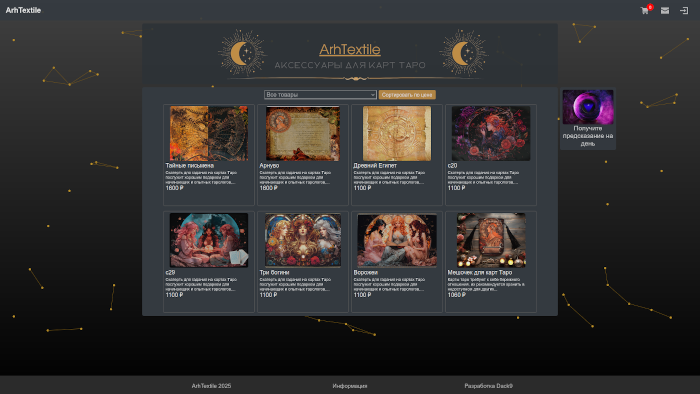 ArhTextile
ArhTextile
АКСЕССУАРЫ ДЛЯ КАРТ ТАРО
Все товары
Сортировать по цене
Получите
предсказание на
день
Тайные письмена
Скатерть для гадания на картах Таро
послужит хорошим подарком для
начинающих и опытных тарологов,...
1600 ₽
Арнуво
Скатерть для гадания на картах Таро
послужит хорошим подарком для
начинающих и опытных тарологов,...
1600 ₽
Древний Египет
Скатерть для гадания на картах Таро
послужит хорошим подарком для
начинающих и опытных тарологов,...
1100 ₽
с20
Скатерть для гадания на картах Таро
послужит хорошим подарком для
начинающих и опытных тарологов,...
1100 ₽
с29
Скатерть для гадания на картах Таро
послужит хорошим подарком для
начинающих и опытных тарологов,...
1100 ₽
Три богини
Скатерть для гадания на картах Таро
послужит хорошим подарком для
начинающих и опытных тарологов,...
1100 ₽
Ворожеи
Скатерть для гадания на картах Таро
послужит хорошим подарком для
начинающих и опытных тарологов,...
1100 ₽
Мешочек для карт Таро
Карты таро требуют к себе бережного
отношения, их рекомендуется хранить в
недоступном для других...
1060 ₽
ArhTextile 2025
Информация
Разработка Dack9